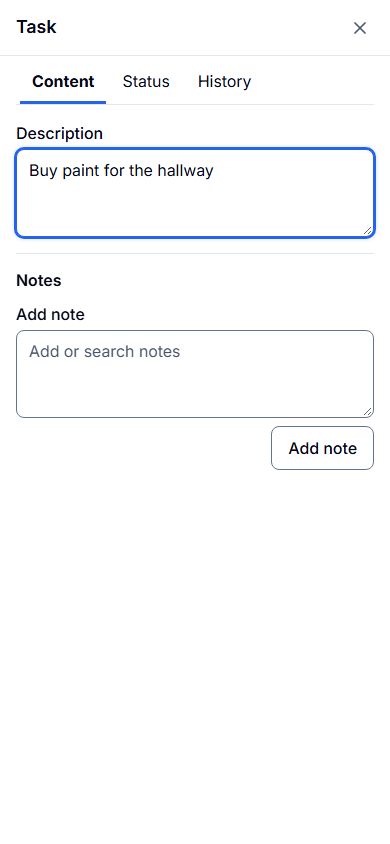 Task
Content Status History
Description
Buy paint for the hallway
Notes
Add note
Add or search notes
Add note